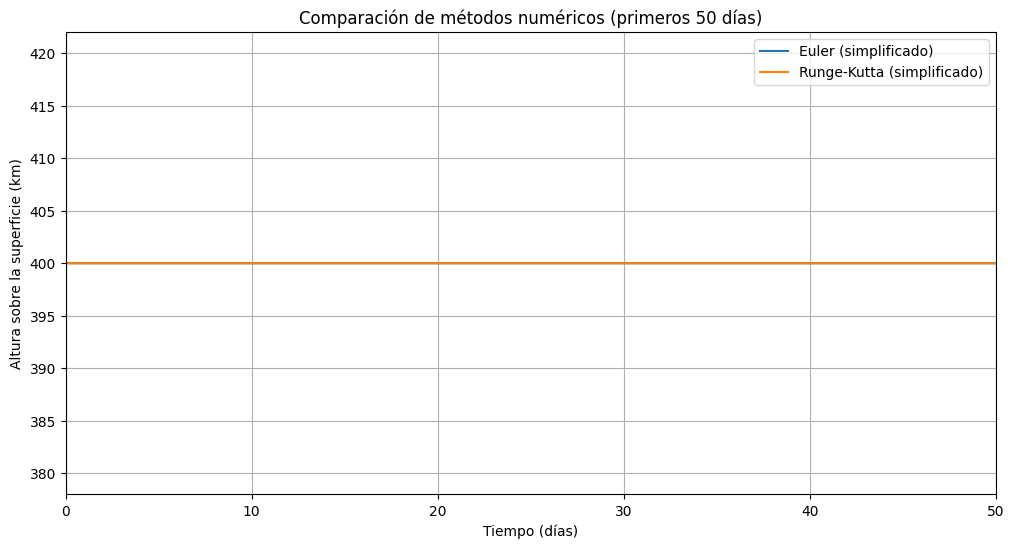 Comparación de métodos numéricos (primeros 50 días)
Euler (simplificado)
Runge-Kutta (simplificado)
Altura sobre la superficie (km)
420
415
410
405
400
395
390
385
380
0 10 20 30 40 50
Tiempo (días)